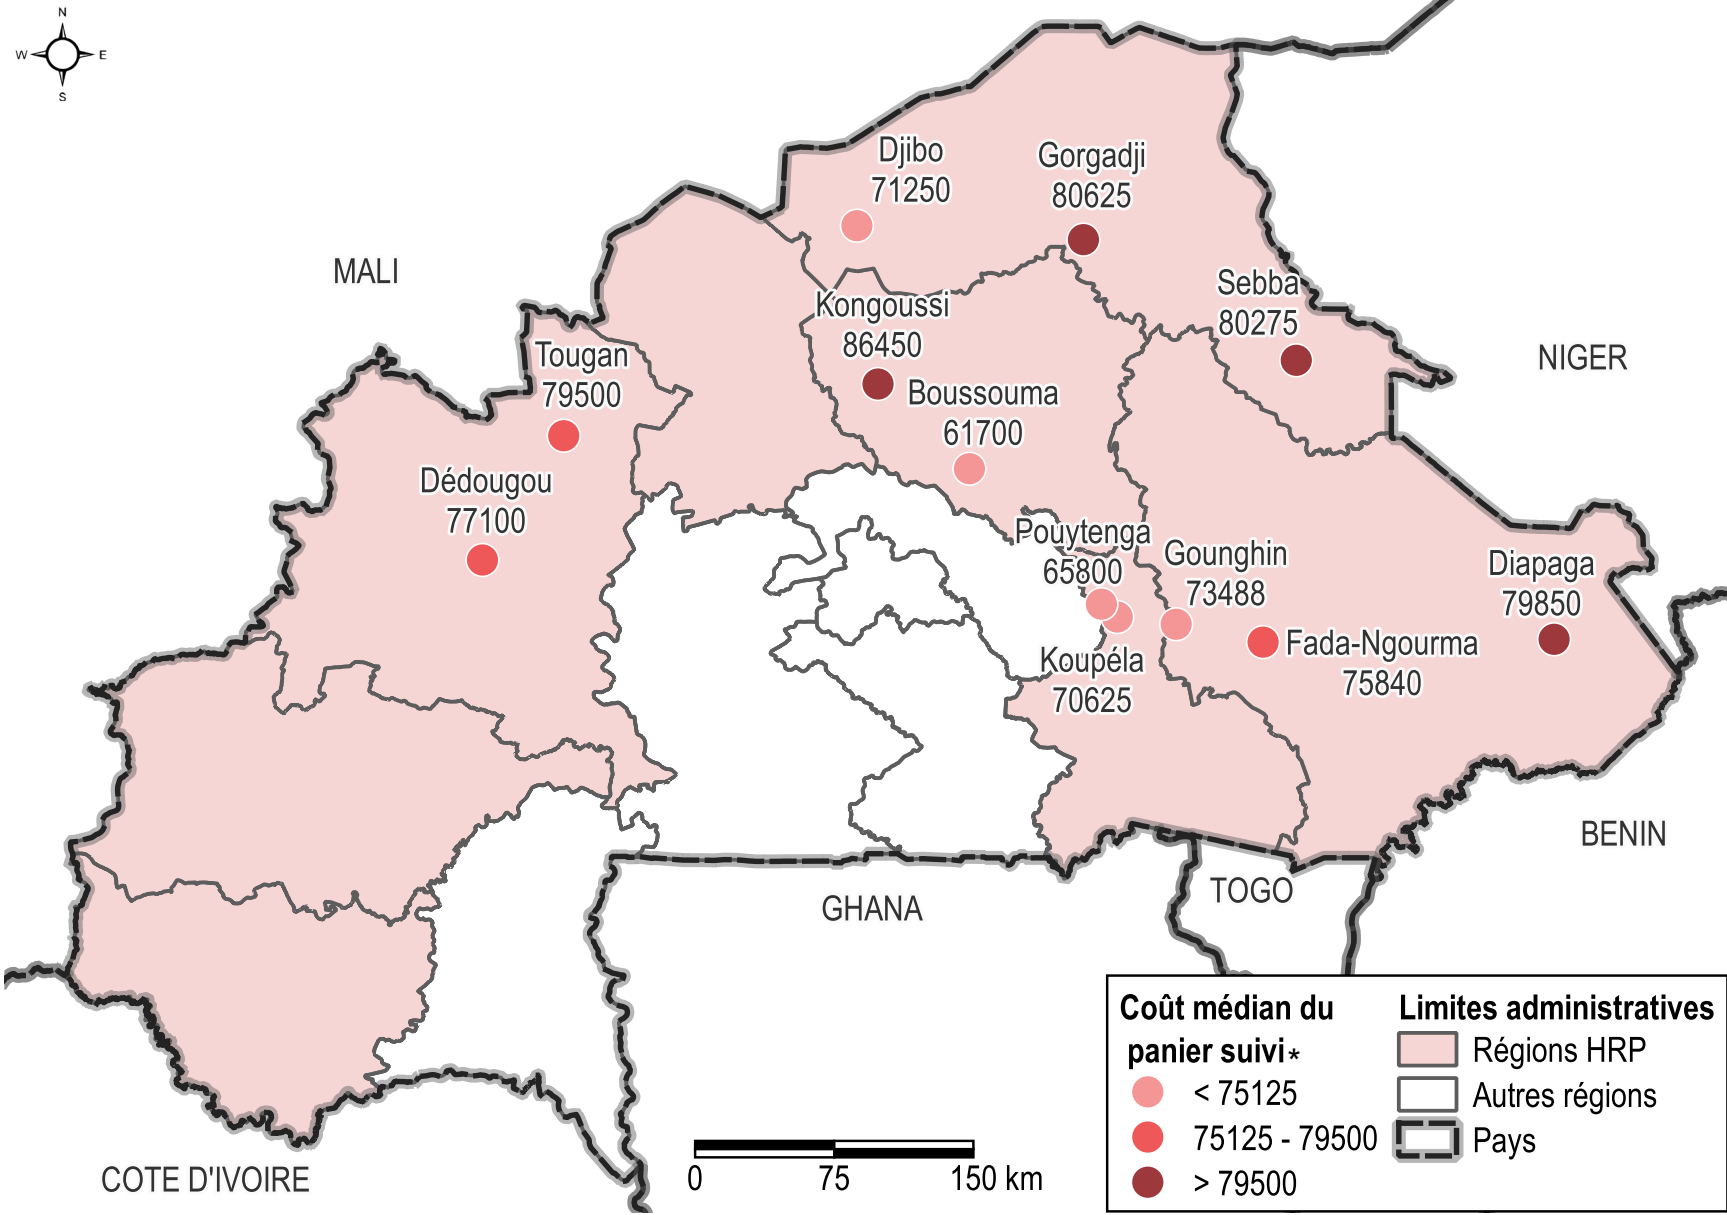 N
W
E
S
Djibo
71250
Gorgadji
80625
MALI
Sebba
80275
Kongoussi
86450
Tougan
79500
NIGER
Boussouma
61700
Dédougou
77100
Pouytenga
65800
Gounghin
73488
Diapaga
79850
Fada-Ngourma
75840
Koupéla
70625
BENIN
TOGO
GHANA
COTE D'IVOIRE
0 75 150 km
Coût médian du
panier suivi*
< 75125
75125 - 79500
> 79500
Limites administratives
Régions HRP
Autres régions
Pays